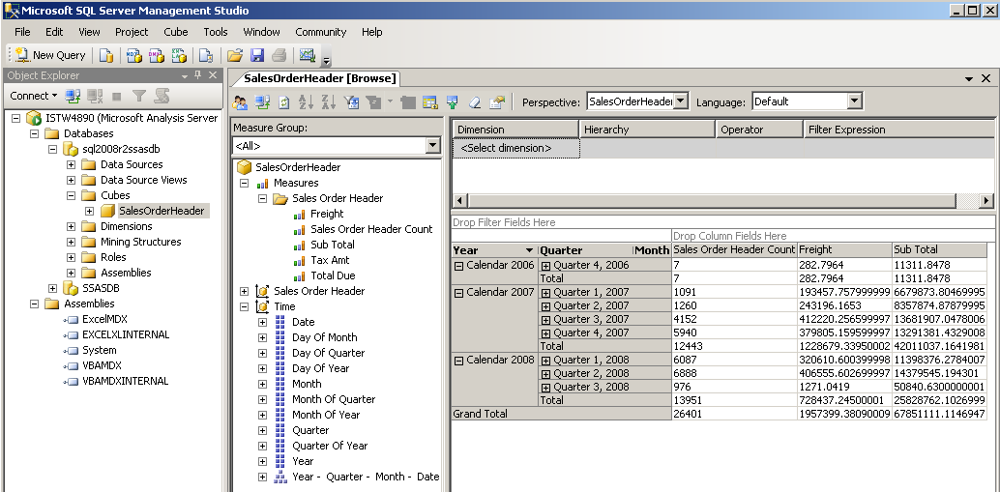 Microsoft SQL Server Management Studio
File Edit View Project Cube Tools Window Community Help
New Query
Object Explorer
Connect
ISTW4890 (Microsoft Analysis Server
Databases
sql2008r2ssasdb
Data Sources
Data Source Views
Cubes
SalesOrderHeader
Dimensions
Mining Structures
Roles
Assemblies
SSASDB
Assemblies
ExcelMDX
EXCELXLINTERNAL
System
VBAMDX
VBAMDXINTERNAL
SalesOrderHeader [Browse]
Perspective: SalesOrderHeader Language: Default
Measure Group:
<All>
SalesOrderHeader
Measures
Sales Order Header
Freight
Sales Order Header Count
Sub Total
Tax Amt
Total Due
Sales Order Header
Time
Date
Day Of Month
Day Of Quarter
Day Of Year
Month
Month Of Quarter
Month Of Year
Quarter
Quarter Of Year
Year
Year - Quarter - Month - Date
Dimension Hierarchy Operator Filter Expression
<Select dimension>
Drop Filter Fields Here
Drop Column Fields Here
Year Quarter Month Sales Order Header Count Freight Sub Total
Calendar 2006 Quarter 4, 2006 7 282.7964 11311.8478
Total 7 282.7964 11311.8478
Calendar 2007 Quarter 1, 2007 1091 193457.757999999 6679873.80469995
Quarter 2, 2007 1260 243196.1653 8357874.87879995
Quarter 3, 2007 4152 412220.256599997 13681907.0478006
Quarter 4, 2007 5940 379805.159599997 13291381.4329008
Total 12443 1228679.33950002 42011037.1641981
Calendar 2008 Quarter 1, 2008 6087 320610.600399998 11398376.2784007
Quarter 2, 2008 6888 406555.602699997 14379545.194301
Quarter 3, 2008 976 1271.0419 50840.6300000001
Total 13951 728437.24500001 25828762.1026999
Grand Total 26401 1957399.38090009 67851111.1146947